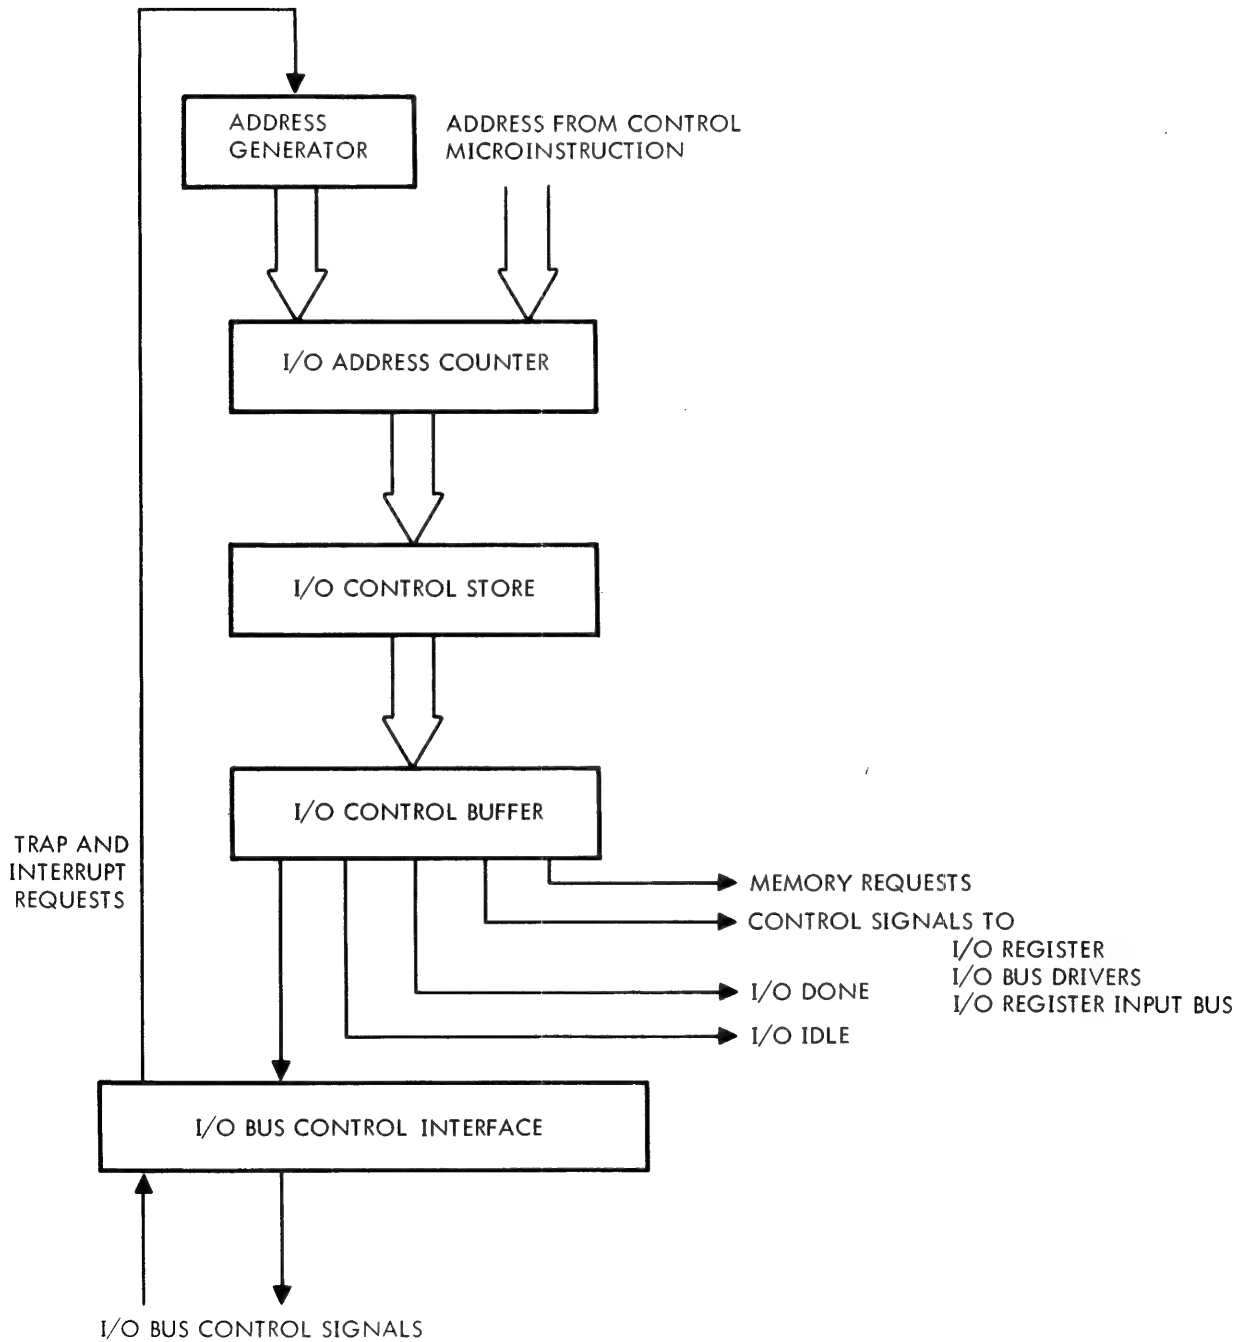 ADDRESS
GENERATOR
ADDRESS FROM CONTROL
MICROINSTRUCTION
I/O ADDRESS COUNTER
I/O CONTROL STORE
I/O CONTROL BUFFER
TRAP AND
INTERRUPT
REQUESTS
MEMORY REQUESTS
CONTROL SIGNALS TO
I/O REGISTER
I/O BUS DRIVERS
I/O REGISTER INPUT BUS
I/O DONE
I/O IDLE
I/O BUS CONTROL INTERFACE
I/O BUS CONTROL SIGNALS